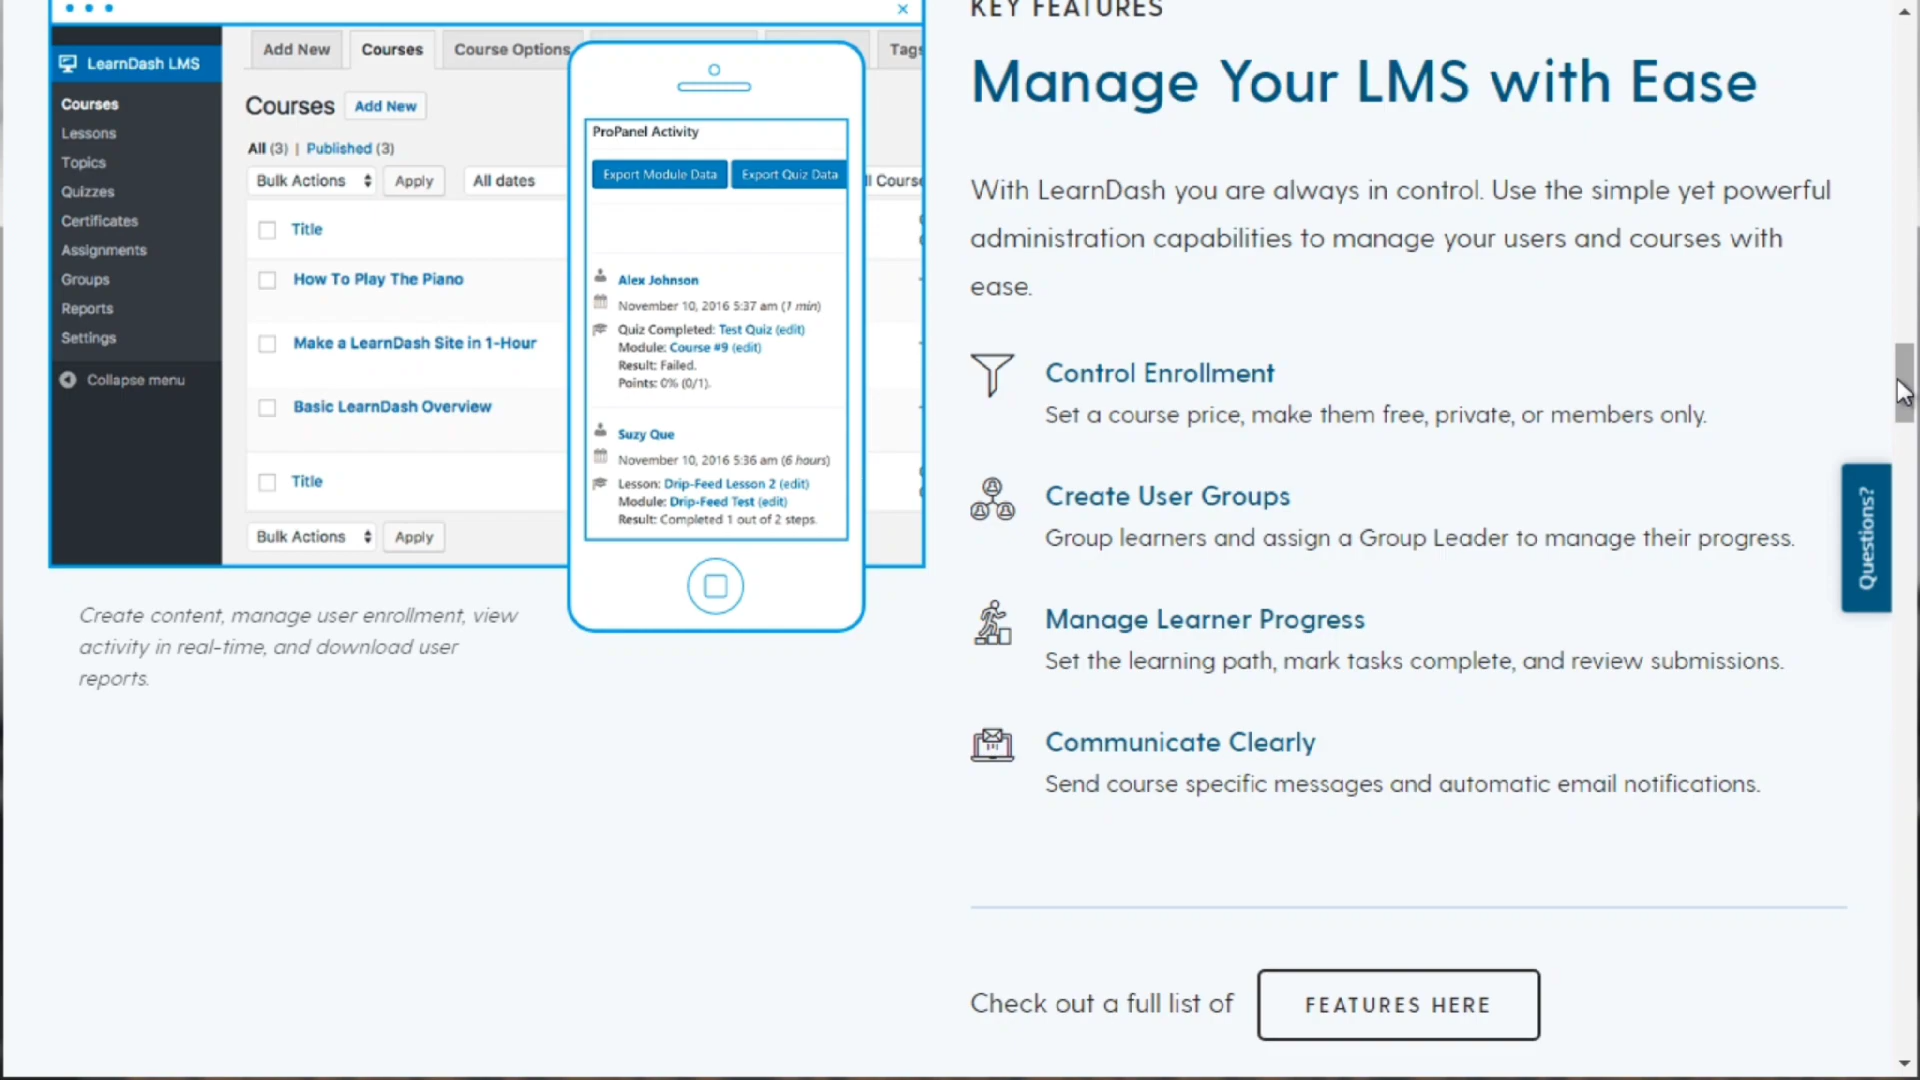 LearnDash LMS
Courses
Lessons
Topics
Quizzes
Certificates
Assignments
Groups
Reports
Settings
Collapse menu
Add New
Courses
Course Options
Tags
Courses
Add New
All (3) | Published (3)
Bulk Actions
Apply
All dates
Title
How To Play The Piano
Make a LearnDash Site in 1-Hour
Basic LearnDash Overview
Title
Bulk Actions
Apply
ProPanel Activity
Export Module Data
Export Quiz Data
Alex Johnson
November 10, 2016 5:37 am (1 min)
Quiz Completed: Test Quiz (edit)
Module: Course #9 (edit)
Result: Failed.
Points: 0% (0/1).
Suzy Que
November 10, 2016 5:36 am (6 hours)
Lesson: Drip-Feed Lesson 2 (edit)
Module: Drip-Feed Test (edit)
Result: Completed 1 out of 2 steps.
Create content, manage user enrollment, view
activity in real-time, and download user
reports.
KEY FEATURES
Manage Your LMS with Ease
With LearnDash you are always in control. Use the simple yet powerful
administration capabilities to manage your users and courses with
ease.
Control Enrollment
Set a course price, make them free, private, or members only.
Create User Groups
Group learners and assign a Group Leader to manage their progress.
Manage Learner Progress
Set the learning path, mark tasks complete, and review submissions.
Communicate Clearly
Send course specific messages and automatic email notifications.
Check out a full list of
FEATURES HERE
Questions?